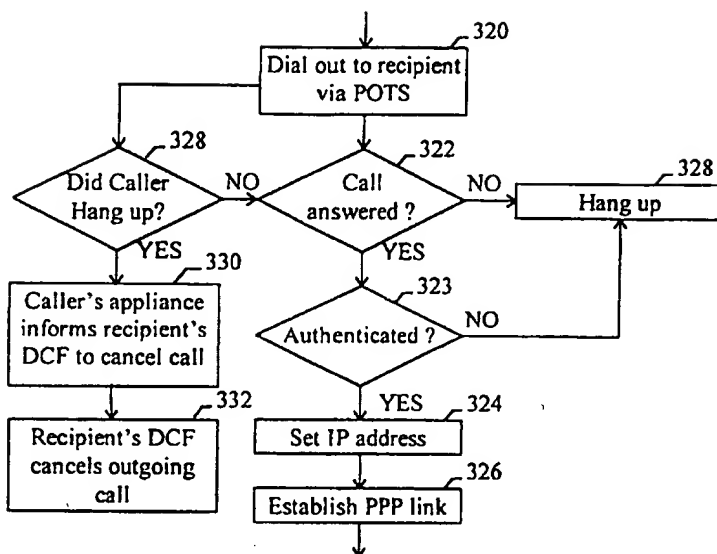 320
Dial out to recipient
via POTS
328
Did Caller
Hang up?
NO
YES
322
Call
answered ?
NO
YES
328
Hang up
330
Caller's appliance
informs recipient's
DCF to cancel call
323
Authenticated ?
NO
YES
332
Recipient's DCF
cancels outgoing
call
324
Set IP address
326
Establish PPP link